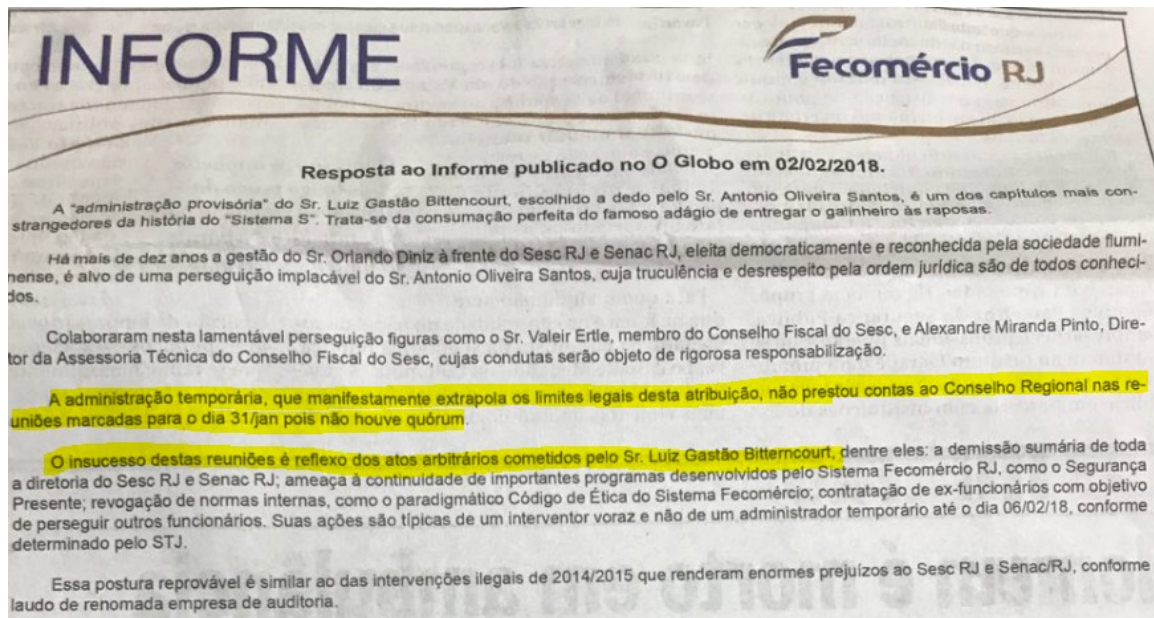 INFORME
Fecomércio RJ
Resposta ao Informe publicado no O Globo em 02/02/2018.
A “administração provisória” do Sr. Luiz Gastão Bittencourt, escolhido a dedo pelo Sr. Antonio Oliveira Santos, é um dos capítulos mais con-
strangedores da história do “Sistema S”. Trata-se da consumação perfeita do famoso adágio de entregar o galinheiro às raposas.
Há mais de dez anos a gestão do Sr. Orlando Diniz à frente do Sesc RJ e Senac RJ, eleita democraticamente e reconhecida pela sociedade flumi-
nense, é alvo de uma perseguição implacável do Sr. Antonio Oliveira Santos, cuja truculência e desrespeito pela ordem jurídica são de todos conheci-
dos.
Colaboraram nesta lamentável perseguição figuras como o Sr. Valeir Ertle, membro do Conselho Fiscal do Sesc, e Alexandre Miranda Pinto, Dire-
tor da Assessoria Técnica do Conselho Fiscal do Sesc, cujas condutas serão objeto de rigorosa responsabilização.
A administração temporária, que manifestamente extrapola os limites legais desta atribuição, não prestou contas ao Conselho Regional nas re-
uniões marcadas para o dia 31/jan pois não houve quórum.
O insucesso destas reuniões é reflexo dos atos arbitrários cometidos pelo Sr. Luiz Gastão Bitterncourt, dentre eles: a demissão sumária de toda
a diretoria do Sesc RJ e Senac RJ; ameaça à continuidade de importantes programas desenvolvidos pelo Sistema Fecomércio RJ, como o Segurança
Presente; revogação de normas internas, como o paradigmático Código de Ética do Sistema Fecomércio; contratação de ex-funcionários com objetivo
de perseguir outros funcionários. Suas ações são típicas de um interventor voraz e não de um administrador temporário até o dia 06/02/18, conforme
determinado pelo STJ.
Essa postura reprovável é similar ao das intervenções ilegais de 2014/2015 que renderam enormes prejuízos ao Sesc RJ e Senac/RJ, conforme
laudo de renomada empresa de auditoria.